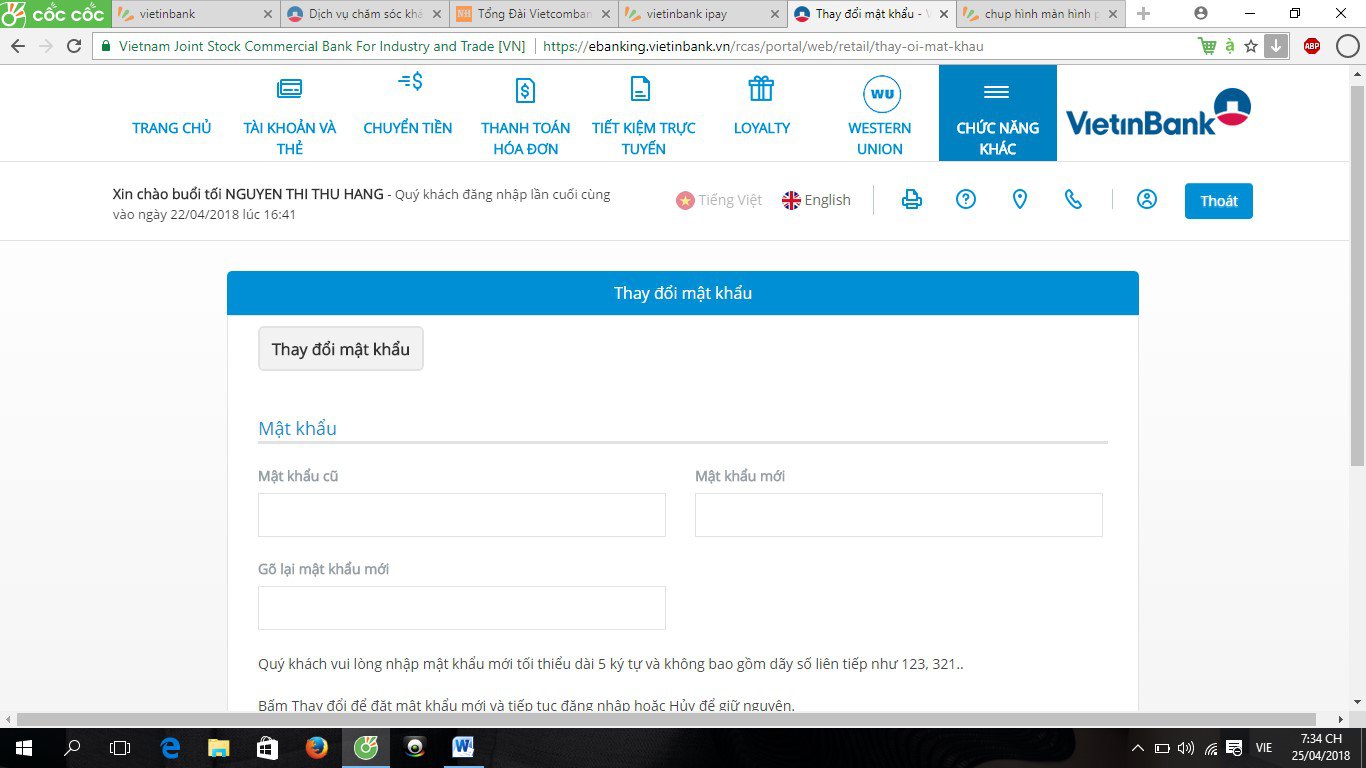 cốc cốc
vietinbank
Dịch vụ chăm sóc khá
Tổng Đài Vietcomban
vietinbank ipay
Thay đổi mật khẩu -
chup hình màn hình
Vietnam Joint Stock Commercial Bank For Industry and Trade [VN]
https://ebanking.vietinbank.vn/rcas/portal/web/retail/thay-oi-mat-khau
ABP
TRANG CHỦ
TÀI KHOẢN VÀ
THẺ
CHUYỂN TIỀN
THANH TOÁN
HÓA ĐƠN
TIẾT KIỆM TRỰC
TUYẾN
LOYALTY
WU
WESTERN
UNION
CHỨC NĂNG
KHÁC
VietinBank
Xin chào buổi tối NGUYEN THI THU HANG - Quý khách đăng nhập lần cuối cùng
vào ngày 22/04/2018 lúc 16:41
Tiếng Việt
English
Thoát
Thay đổi mật khẩu
Thay đổi mật khẩu
Mật khẩu
Mật khẩu cũ
Mật khẩu mới
Gõ lại mật khẩu mới
Quý khách vui lòng nhập mật khẩu mới tối thiểu dài 5 ký tự và không bao gồm dãy số liên tiếp như 123, 321..
Bấm Thay đổi để đặt mật khẩu mới và tiếp tục đăng nhập hoặc Hủy để giữ nguyên.
VIE
7:34 CH
25/04/2018